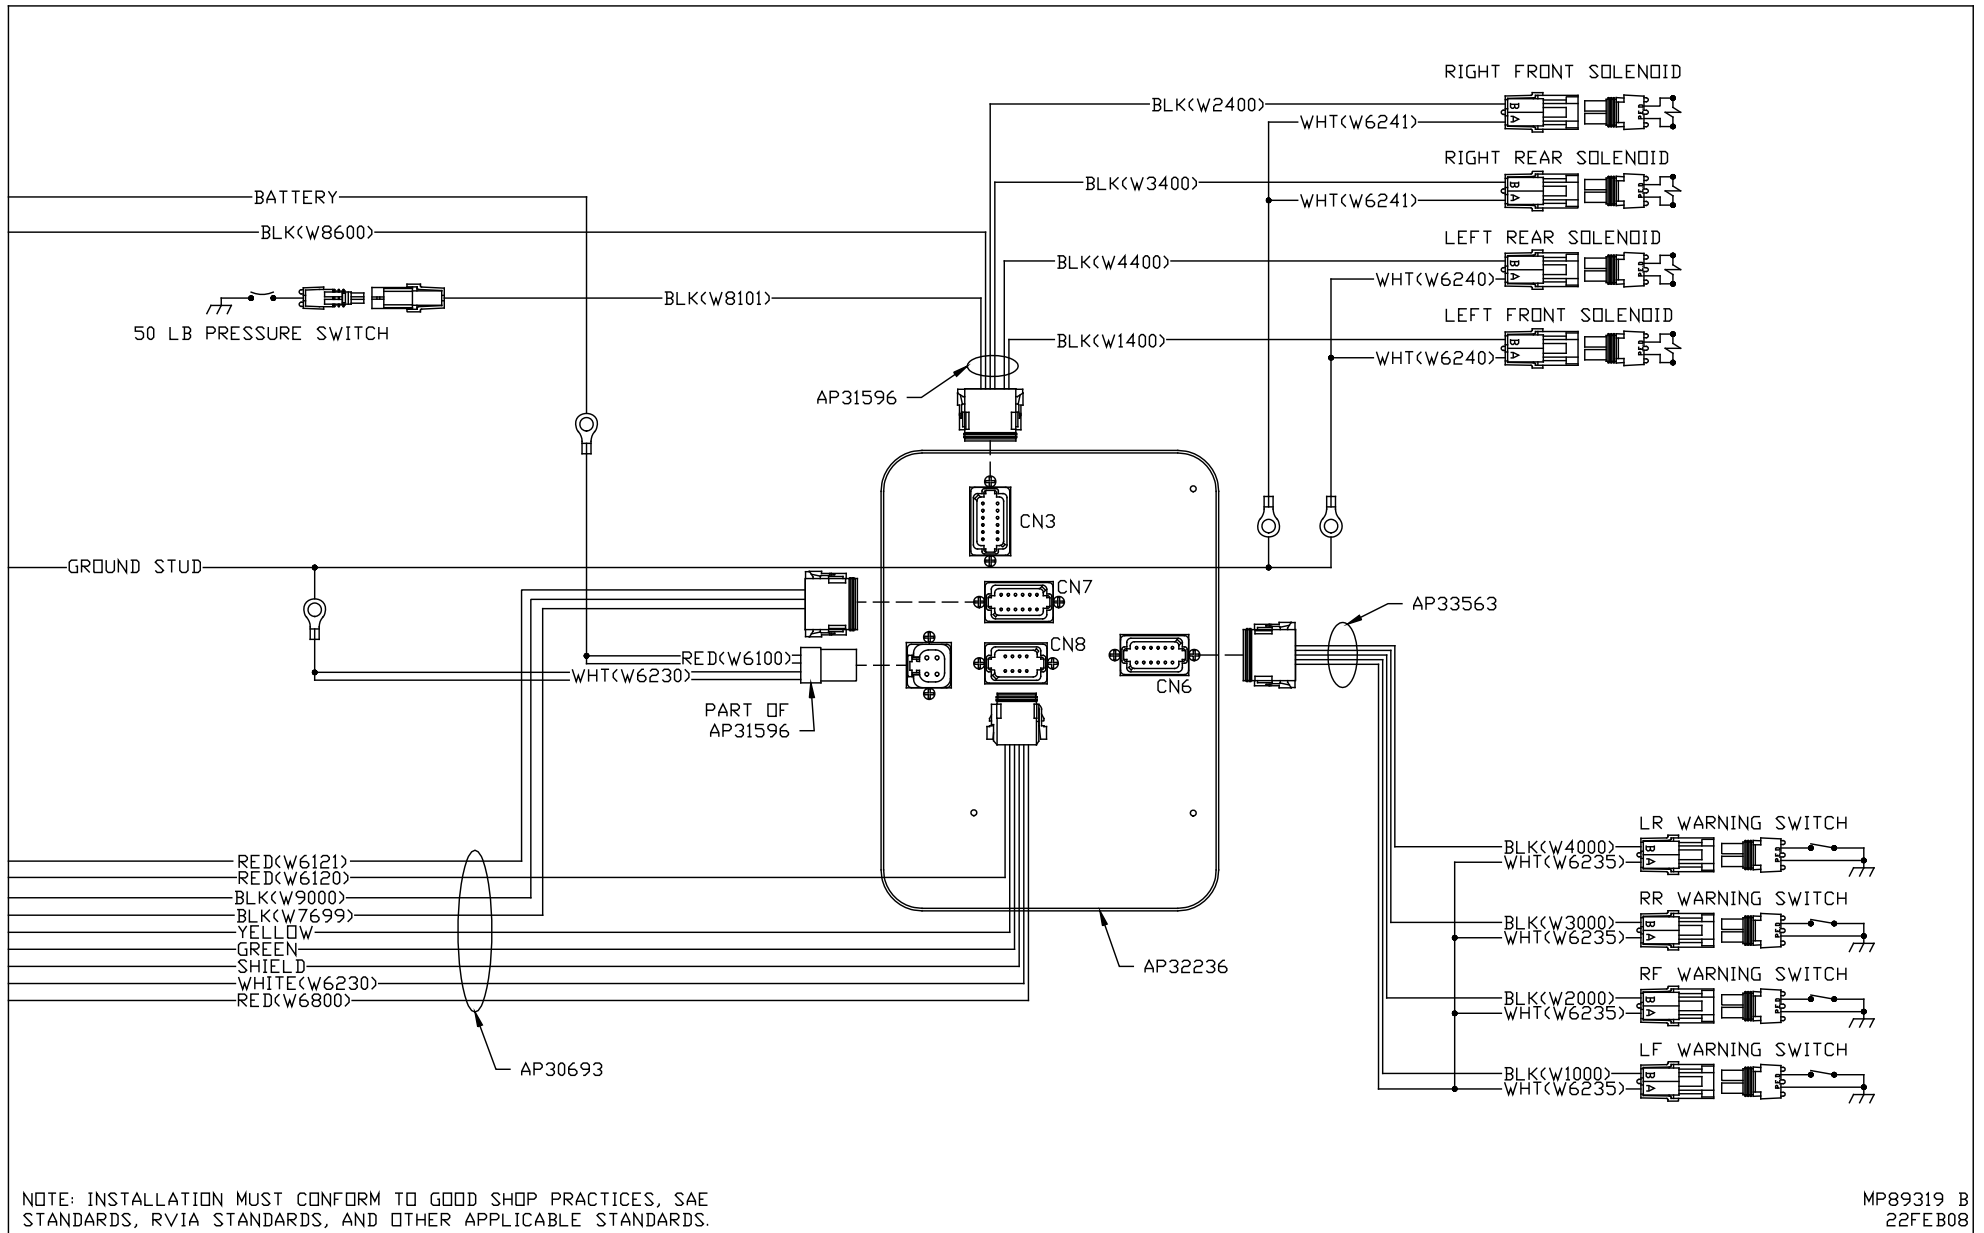 RIGHT FRONT SOLENOID
BLK(W2400)
WHT(W6241)
B
A
RIGHT REAR SOLENOID
BLK(W3400)
WHT(W6241)
B
A
BATTERY
BLK(W8600)
LEFT REAR SOLENOID
BLK(W4400)
WHT(W6240)
B
A
BLK(W8101)
50 LB PRESSURE SWITCH
LEFT FRONT SOLENOID
BLK(W1400)
WHT(W6240)
B
A
AP31596
CN3
GROUND STUD
CN7
AP33563
CN8
RED(W6100)
WHT(W6230)
CN6
PART OF
AP31596
LR WARNING SWITCH
BLK(W4000)
WHT(W6235)
B
A
RED(W6121)
RED(W6120)
BLK(W9000)
BLK(W7699)
YELLOW
GREEN
SHIELD
WHITE(W6230)
RED(W6800)
RR WARNING SWITCH
BLK(W3000)
WHT(W6235)
B
A
AP32236
RF WARNING SWITCH
BLK(W2000)
WHT(W6235)
B
A
AP30693
LF WARNING SWITCH
BLK(W1000)
WHT(W6235)
B
A
NOTE: INSTALLATION MUST CONFORM TO GOOD SHOP PRACTICES, SAE
STANDARDS, RVIA STANDARDS, AND OTHER APPLICABLE STANDARDS.
MP89319 B
22FEB08